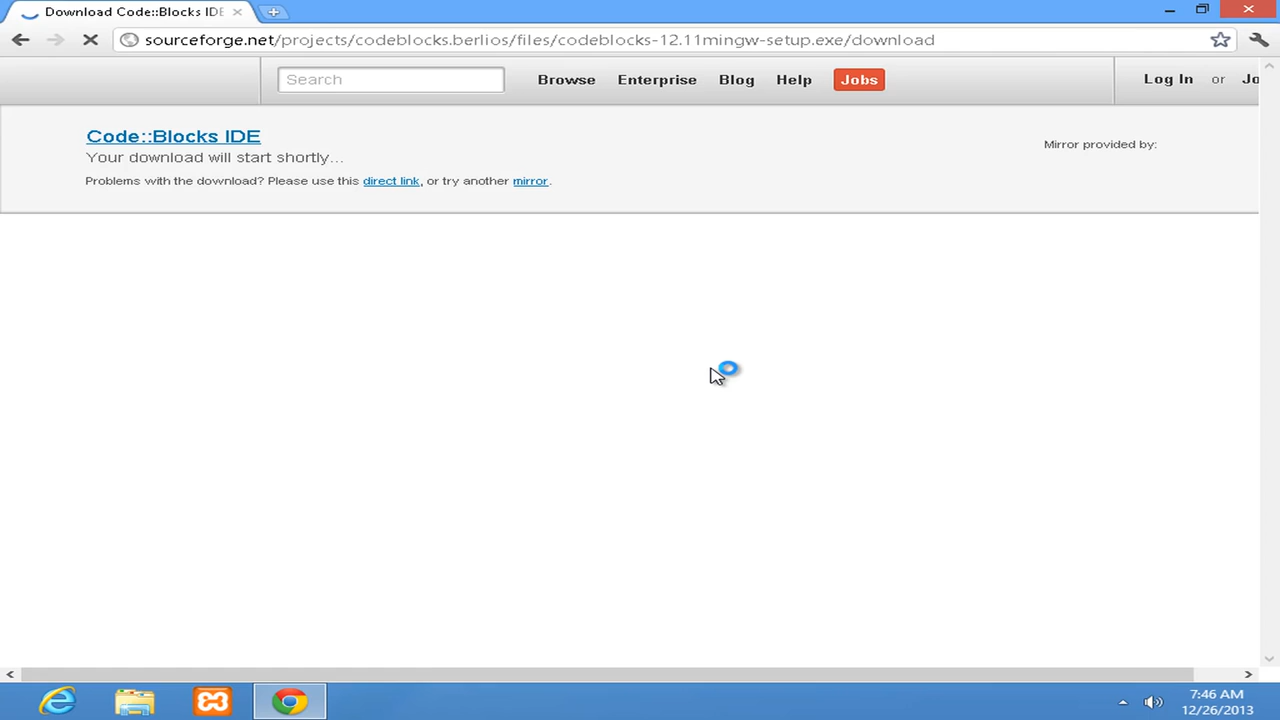 Download Code::Blocks IDE
sourceforge.net/projects/codeblocks.berlios/files/codeblocks-12.11mingw-setup.exe/download
Search Browse Enterprise Blog Help Jobs Log In or Jo
Code::Blocks IDE
Your download will start shortly...
Mirror provided by:
Problems with the download? Please use this direct link, or try another mirror.
7:46 AM
12/26/2013